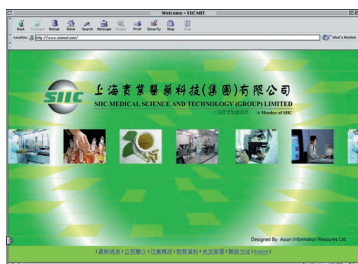 Welcome - SIICMST
Back Forward Reload Home Search Netscape Images Print Security Shop Stop
Location: http://www.siicmst.com/ What's Related
SIIC 上海實業醫藥科技(集團)有限公司
SIIC MEDICAL SCIENCE AND TECHNOLOGY (GROUP) LIMITED
A Member of SIIC
Designed By Asian Information Resources Ltd.
English